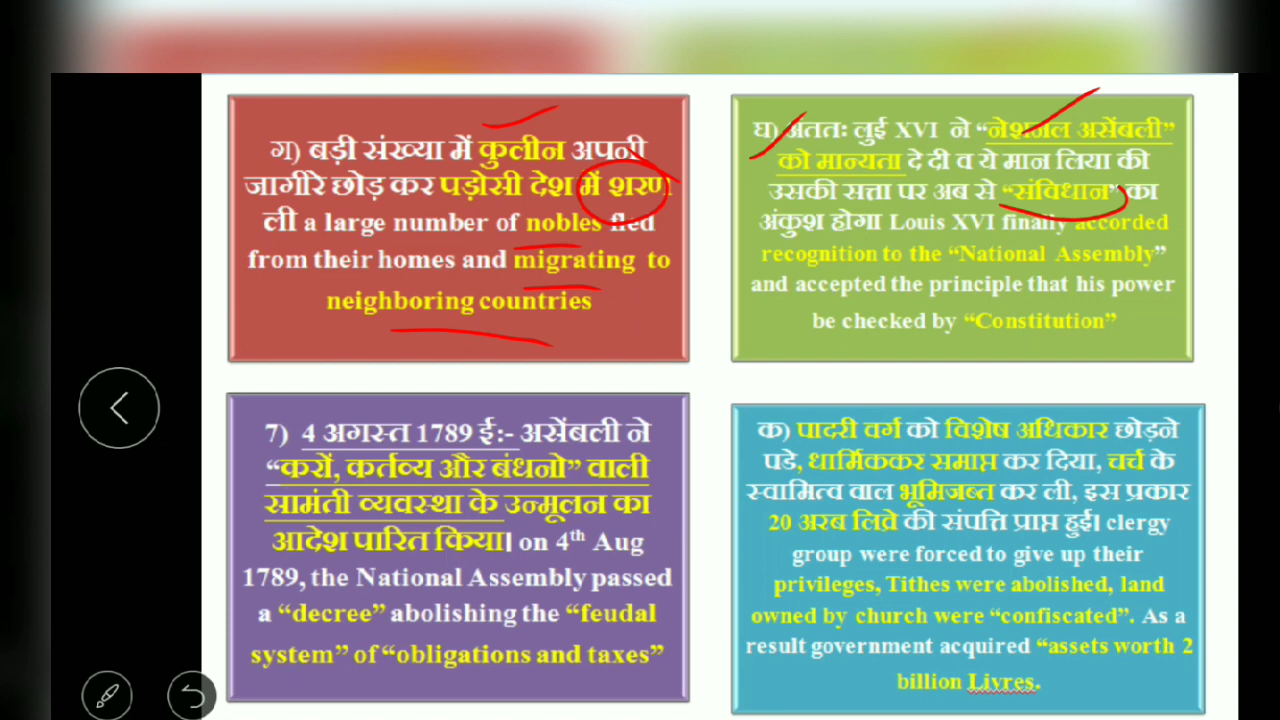 ग) बड़ी संख्या में कुलीन अपनी
जागीरे छोड़ कर पड़ोसी देश में शरण
ली a large number of nobles fled
from their homes and migrating to
neighboring countries
घ) अंततः लुई XVI ने “नेशनल असेंबली”
को मान्यता दे दी व ये मान लिया की
उसकी सत्ता पर अब से “संविधान” का
अंकुश होगा Louis XVI finally accorded
recognition to the “National Assembly”
and accepted the principle that his power
be checked by “Constitution”
7) 4 अगस्त 1789 ई:- असेंबली ने
“करों, कर्तव्य और बंधनो” वाली
सामंती व्यवस्था के उन्मूलन का
आदेश पारित किया। on 4th Aug
1789, the National Assembly passed
a “decree” abolishing the “feudal
system” of “obligations and taxes”
क) पादरी वर्ग को विशेष अधिकार छोड़ने
पडे, धार्मिककर समाप्त कर दिया, चर्च के
स्वामित्व वाल भूमिजब्त कर ली, इस प्रकार
20 अरब लिव्रे की संपत्ति प्राप्त हुई। clergy
group were forced to give up their
privileges, Tithes were abolished, land
owned by church were “confiscated”. As a
result government acquired “assets worth 2
billion Livres.